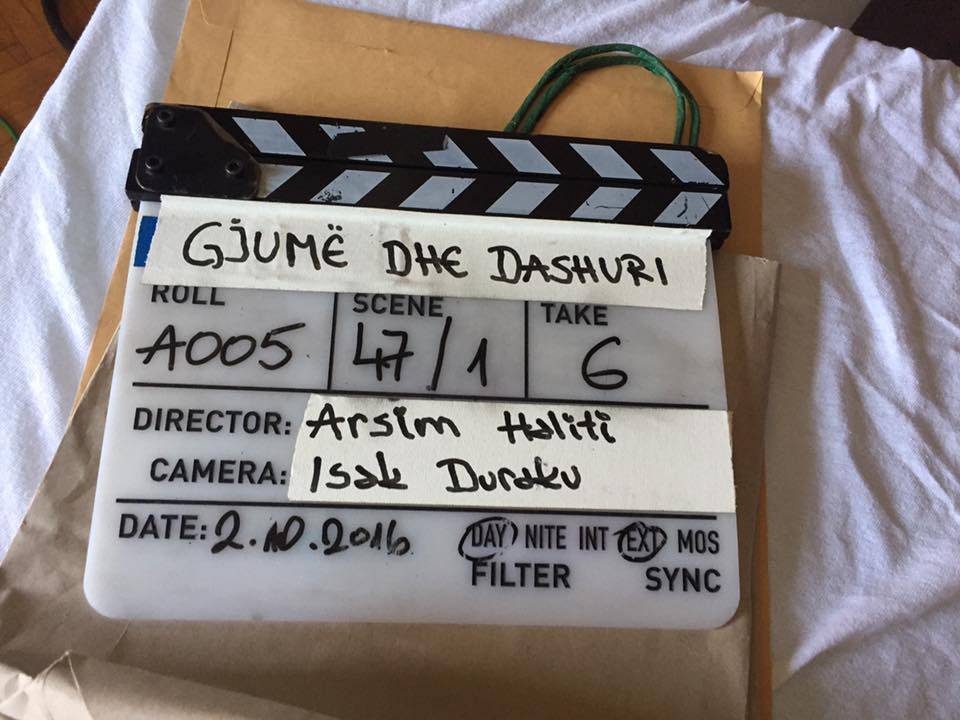 GJUMË DHE DASHURI
ROLL SCENE TAKE
A005 47/1 6
DIRECTOR: Arsim Haliti
CAMERA: Isak Duraku
DATE: 2.10.2016 DAY NITE INT EXT MOS
FILTER SYNC